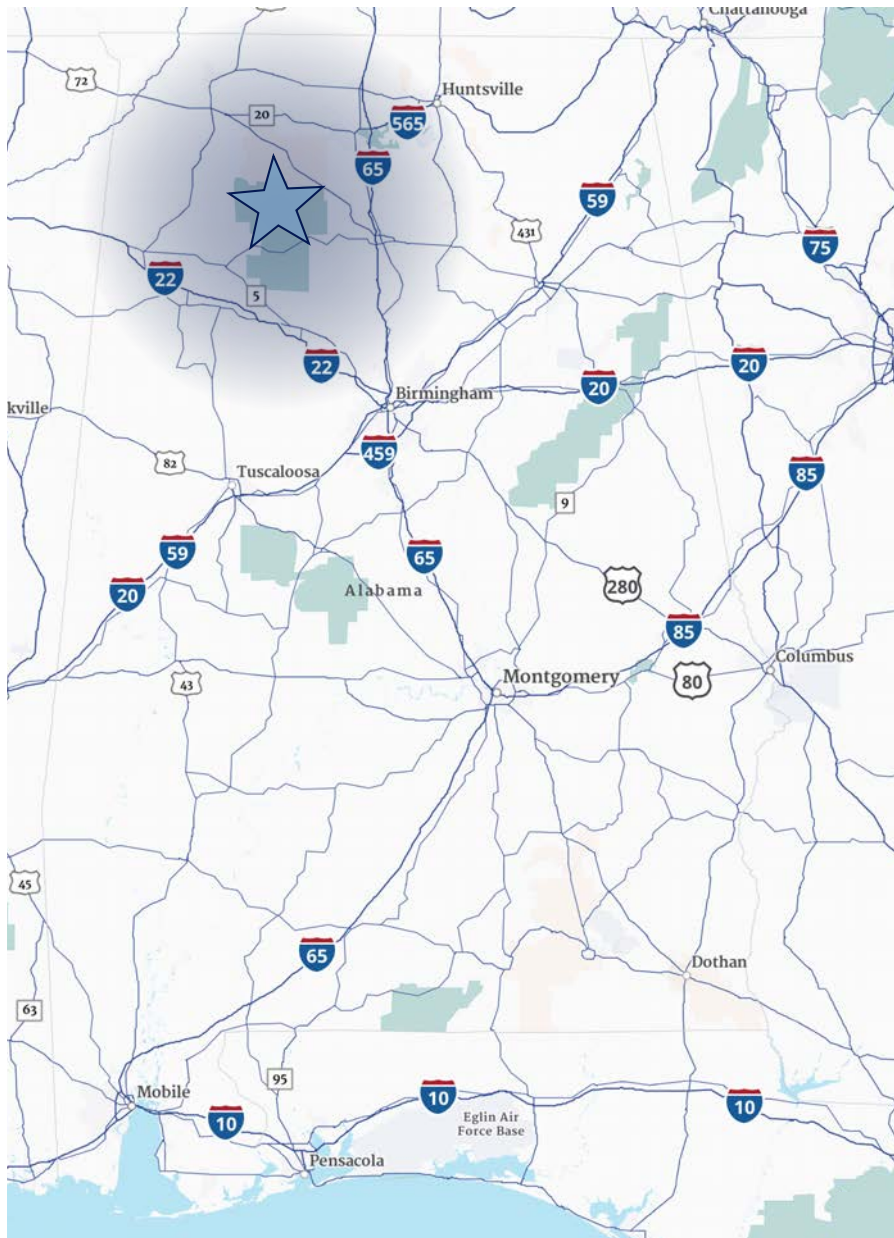 Chattanooga
72
Huntsville
20
565
65
59
431
75
22
5
22
20
20
Birmingham
kville
459
82
Tuscaloosa
85
9
59
65
280
20
Alabama
85
Columbus
Montgomery
80
43
45
65
Dothan
63
95
Mobile
10
10
10
Eglin Air
Force Base
Pensacola